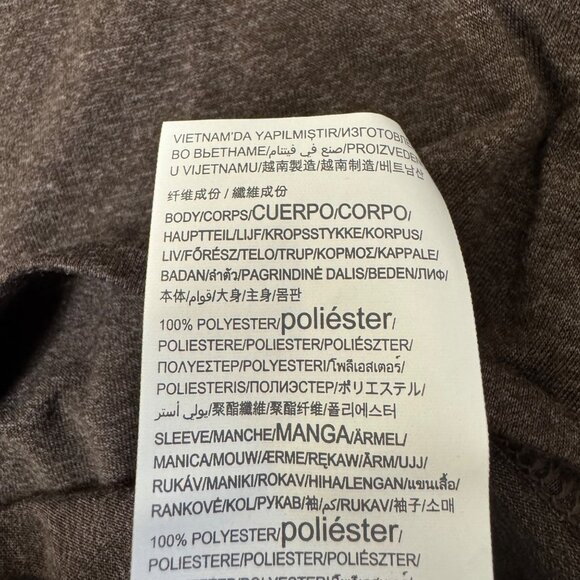 VIETNAM'DA YAPILMIŞTIR/ИЗГОТОВЛЕ
ВО ВЬЕТНАМЕ/صنع في فيتنام/PROIZVEDEN
U VIJETNAMU/越南製造/越南制造/베트남산
纤维成份 / 纖維成份
BODY/CORPS/CUERPO/CORPO/
HAUPTTEIL/LIJF/KROPSSTYKKE/KORPUS/
LIV/FŐRÉSZ/TELO/TRUP/ΚΟΡΜΟΣ/KAPPALE/
BADAN/ลำตัว/PAGRINDINĖ DALIS/BEDEN/ЛИФ/
本体/قوام/大身/主身/몸판
100% POLYESTER/poliéster/
POLIESTERE/POLIESTER/POLIÉSZTER/
ΠΟΛΥΕΣΤΕΡ/POLYESTERI/โพลีเอสเตอร์/
POLIESTERIS/ПОЛИЭСТЕР/ポリエステル/
بولي أستر/聚酯纖維/聚酯纤维/폴리에스터
SLEEVE/MANCHE/MANGA/ÄRMEL/
MANICA/MOUW/ÆRME/RĘKAW/ÄRM/UJJ/
RUKÁV/MANIKI/ROKAV/HIHA/LENGAN/แขนเสื้อ/
RANKOVĖ/KOL/РУКАВ/袖/كم/RUKAV/袖子/소매
100% POLYESTER/poliéster/
POLIESTERE/POLIESTER/POLIÉSZTER/